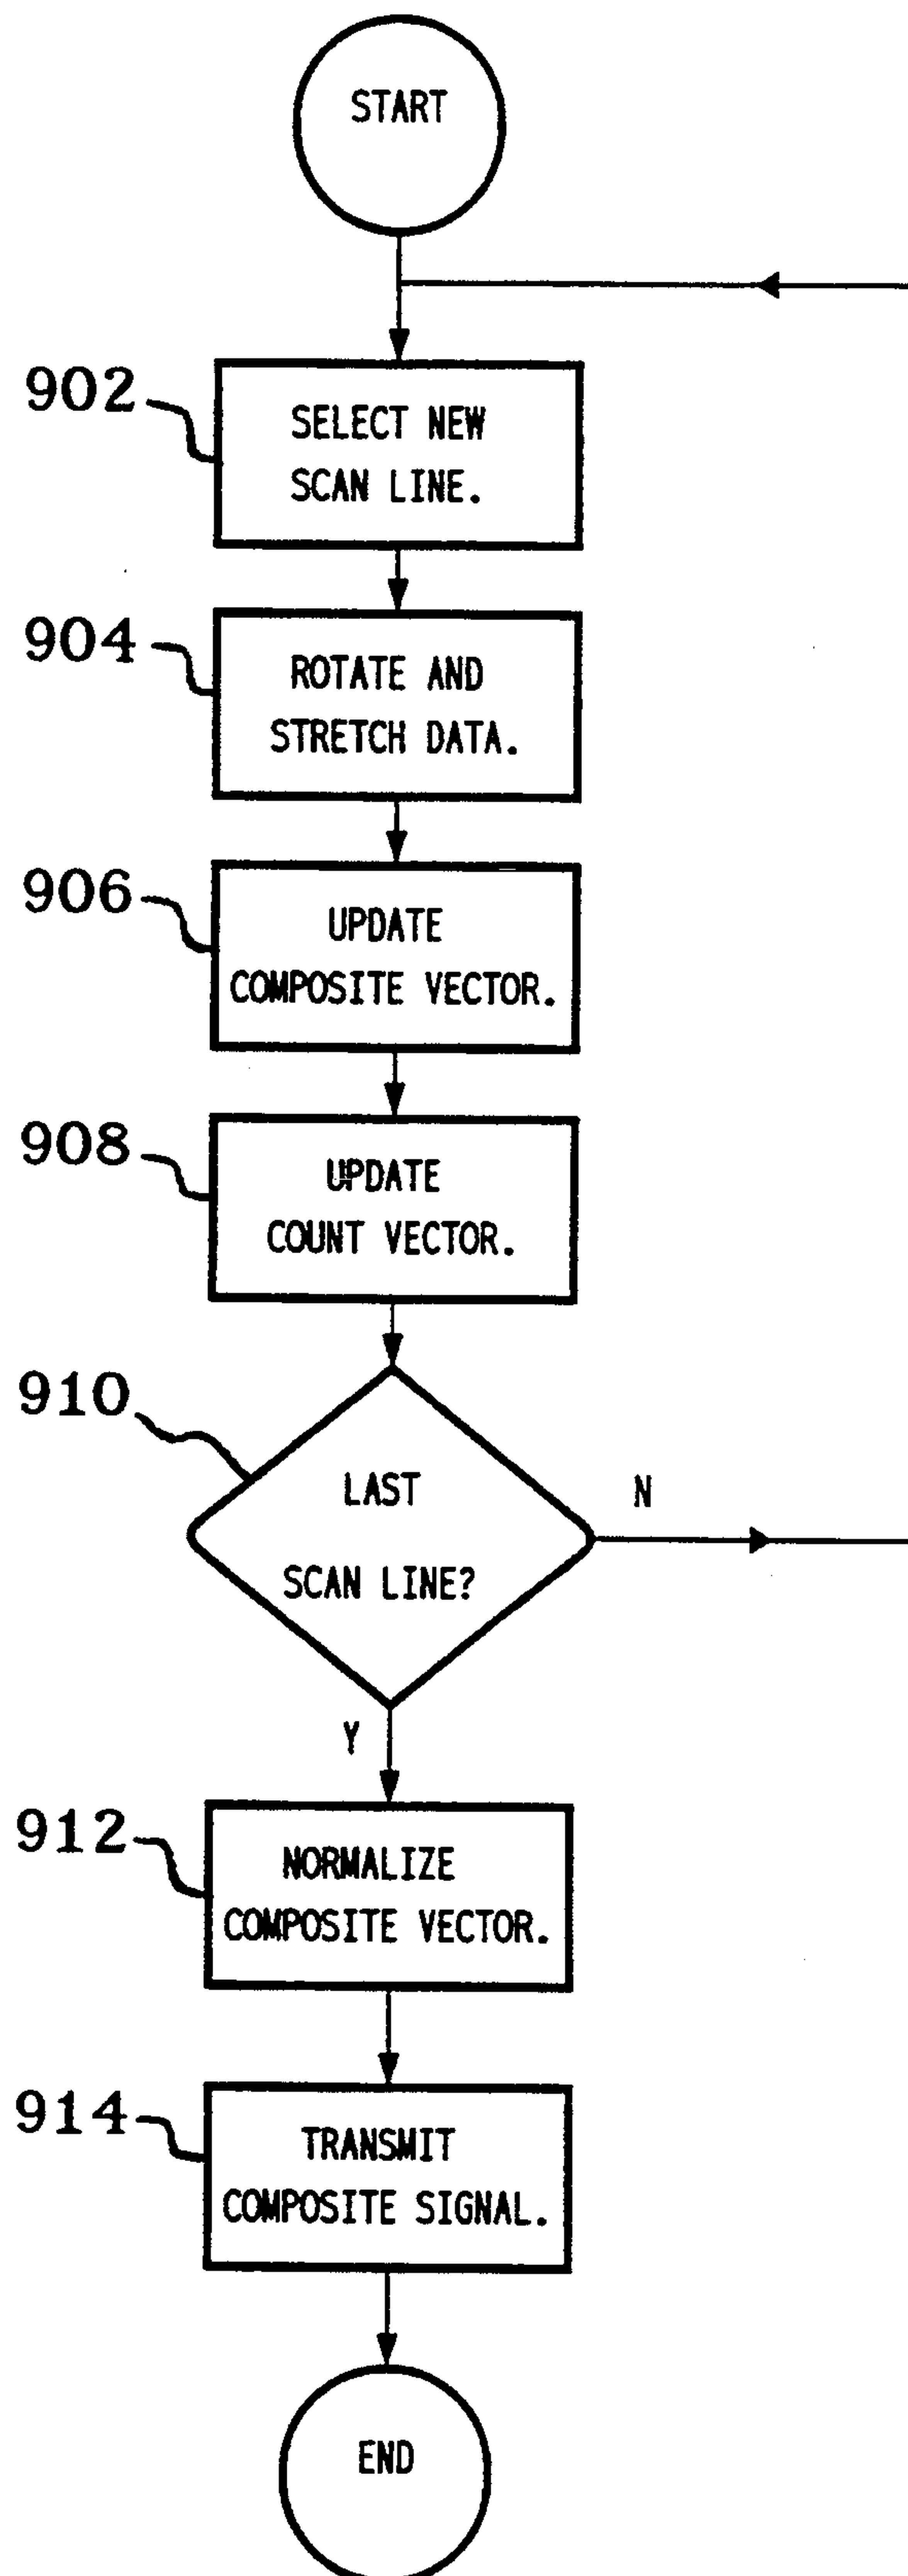 START
902
SELECT NEW
SCAN LINE.
904
ROTATE AND
STRETCH DATA.
906
UPDATE
COMPOSITE VECTOR.
908
UPDATE
COUNT VECTOR.
910
LAST
SCAN LINE?
N
Y
912
NORMALIZE
COMPOSITE VECTOR.
914
TRANSMIT
COMPOSITE SIGNAL.
END